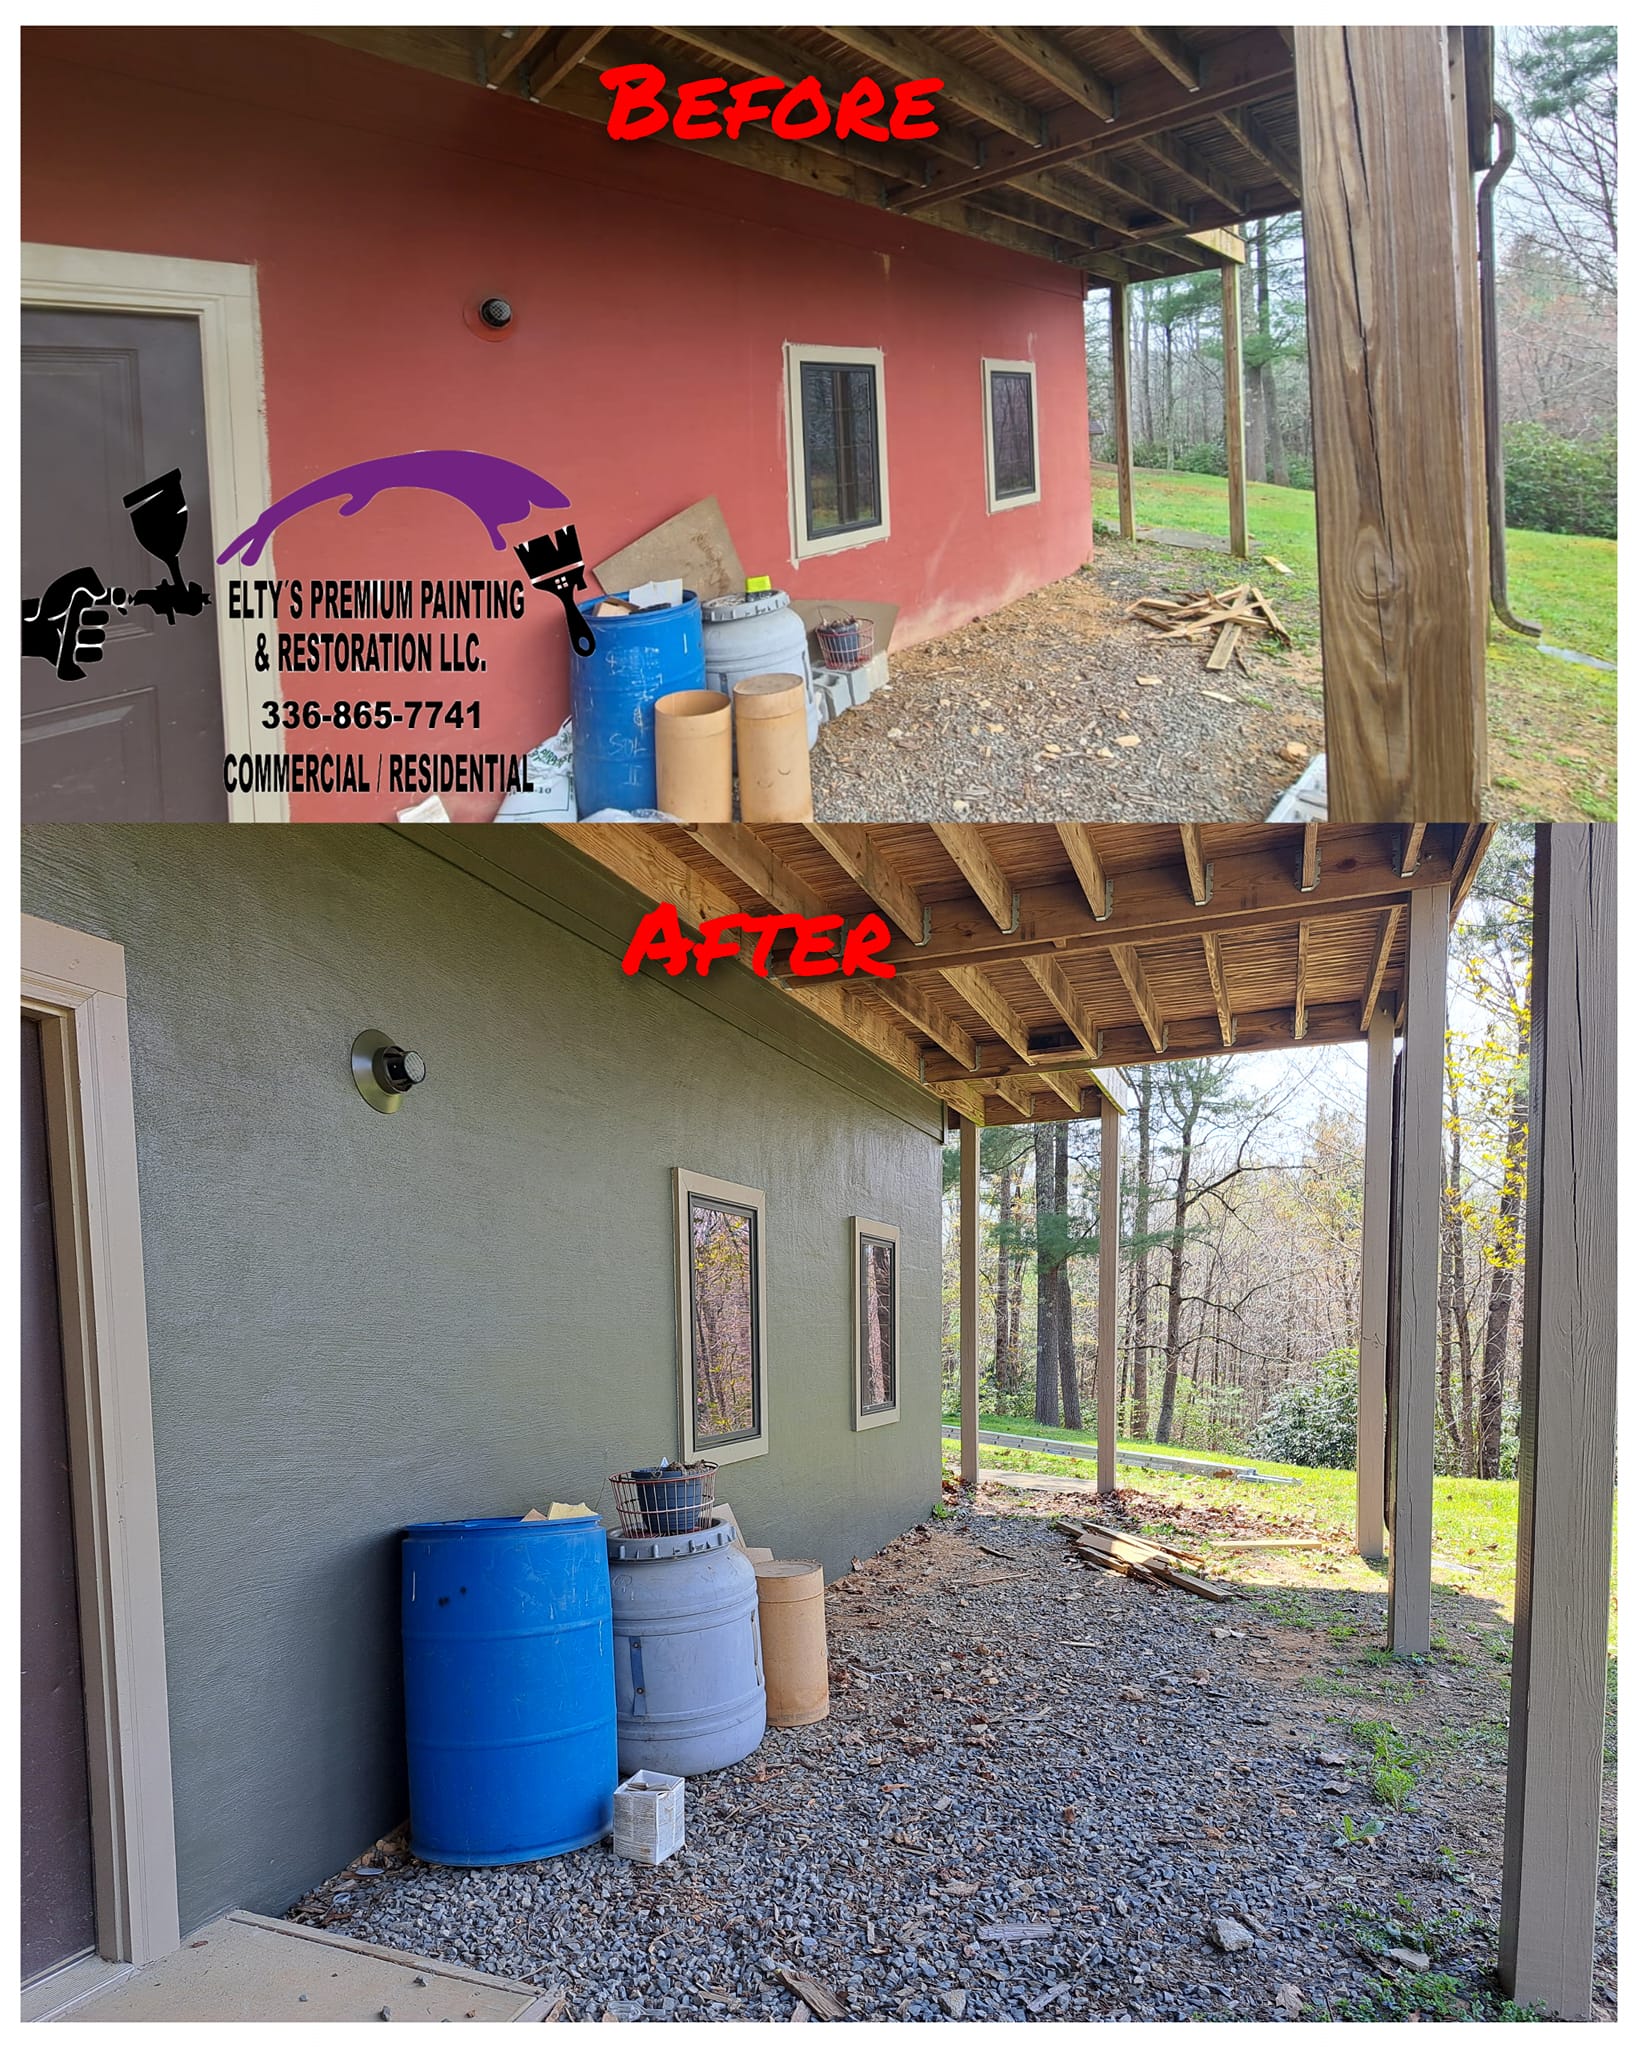 BEFORE
ELTY´S PREMIUM PAINTING
& RESTORATION LLC.
336-865-7741
COMMERCIAL / RESIDENTIAL
AFTER